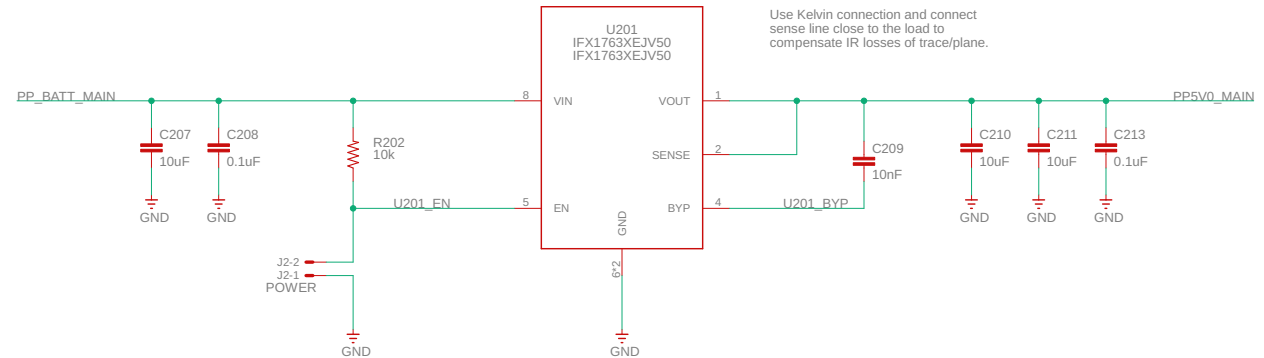 Use Kelvin connection and connect
sense line close to the load to
compensate IR losses of trace/plane.
U201
IFX1763XEJV50
IFX1763XEJV50
PP_BATT_MAIN
8
VIN
VOUT
1
PP5V0_MAIN
C207
10uF
GND
C208
0.1uF
GND
R202
10k
SENSE
2
C209
10nF
C210
10uF
GND
C211
10uF
GND
C213
0.1uF
GND
U201_EN
5
EN
BYP
4
U201_BYP
GND
6*2
GND
J2-2
J2-1
POWER
GND